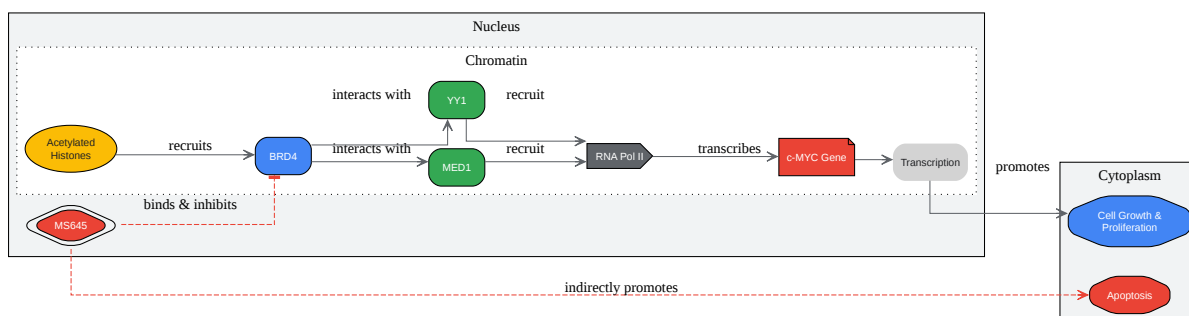 Nucleus
Chromatin
interacts with
YY1
recruit
Acetylated
Histones
recruits
BRD4
interacts with
MED1
recruit
RNA Pol II
transcribes
c-MYC Gene
Transcription
promotes
Cytoplasm
binds & inhibits
MS645
Cell Growth &
Proliferation
indirectly promotes
Apoptosis